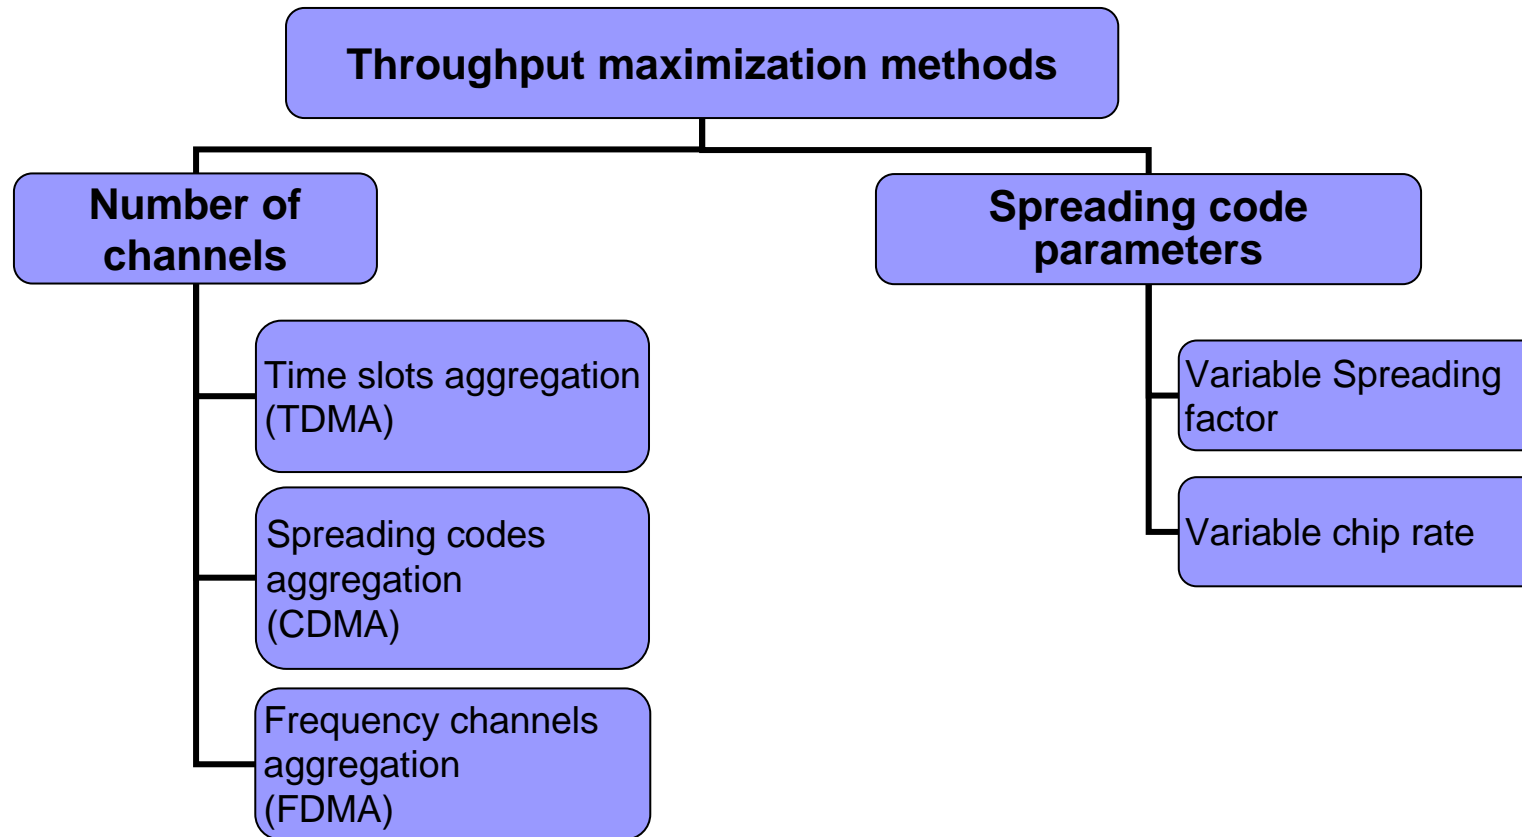 Throughput maximization methods
Number of
channels
Spreading code
parameters
Time slots aggregation
(TDMA)
Variable Spreading
factor
Spreading codes
aggregation
(CDMA)
Variable chip rate
Frequency channels
aggregation
(FDMA)